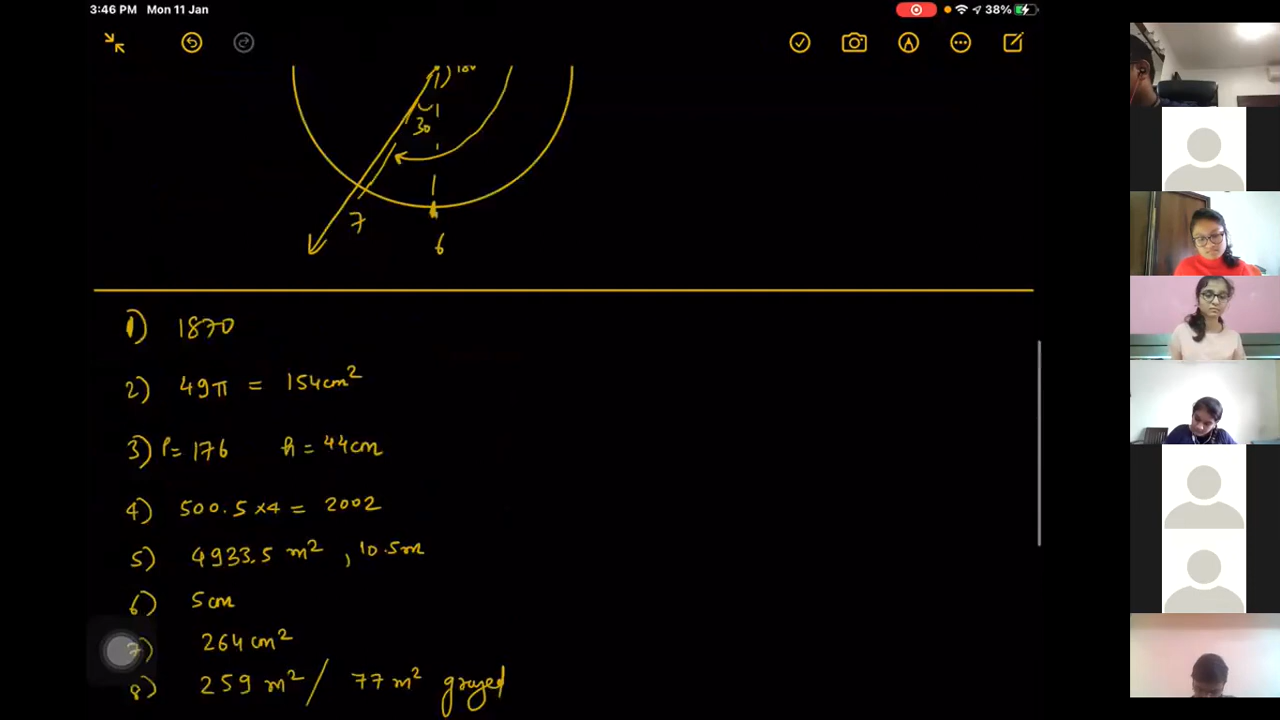 3:46 PM Mon 11 Jan
38%
30
7
6
1) 1870
2) 49π = 154cm²
3) P= 176 h = 44cm
4) 500.5 ×4 = 2002
5) 4933.5 m² , 10.5m
6) 5cm
7) 264 cm²
8) 259 m² / 77 m² grazed